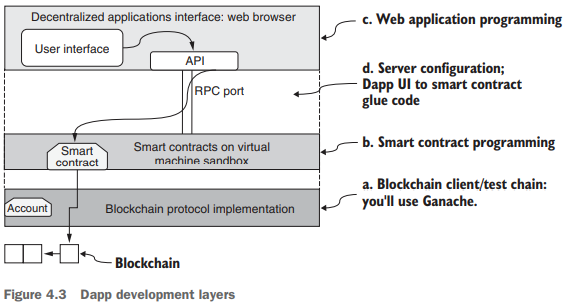 Decentralized applications interface: web browser
User interface
API
c. Web application programming
RPC port
d. Server configuration;
Dapp UI to smart contract
glue code
Smart
contract
Smart contracts on virtual
machine sandbox
b. Smart contract programming
a. Blockchain client/test chain:
you'll use Ganache.
Account
Blockchain protocol implementation
Blockchain
Figure 4.3 Dapp development layers